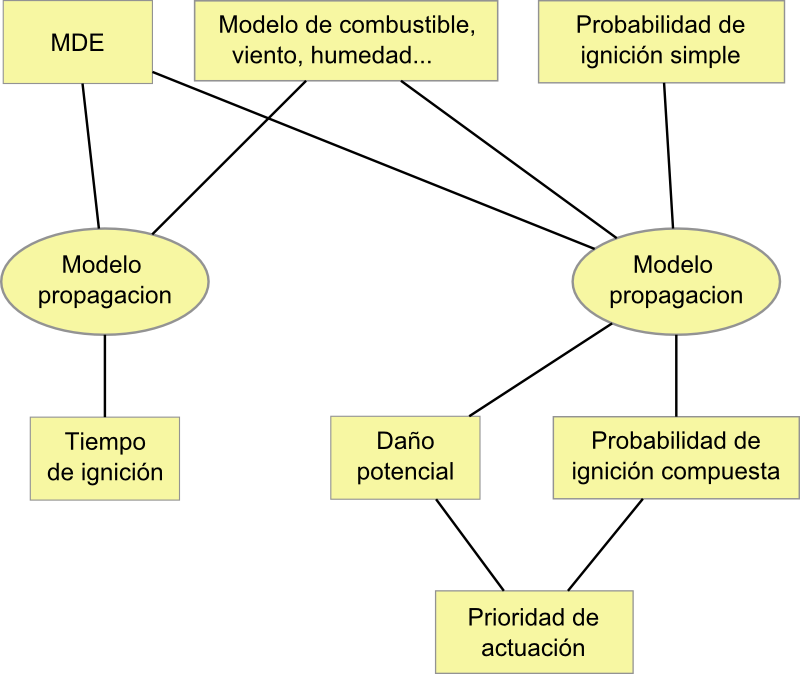 MDE
Modelo de combustible,
viento, humedad...
Probabilidad de
ignición simple
Modelo
propagacion
Modelo
propagacion
Tiempo
de ignición
Daño
potencial
Probabilidad de
ignición compuesta
Prioridad de
actuación